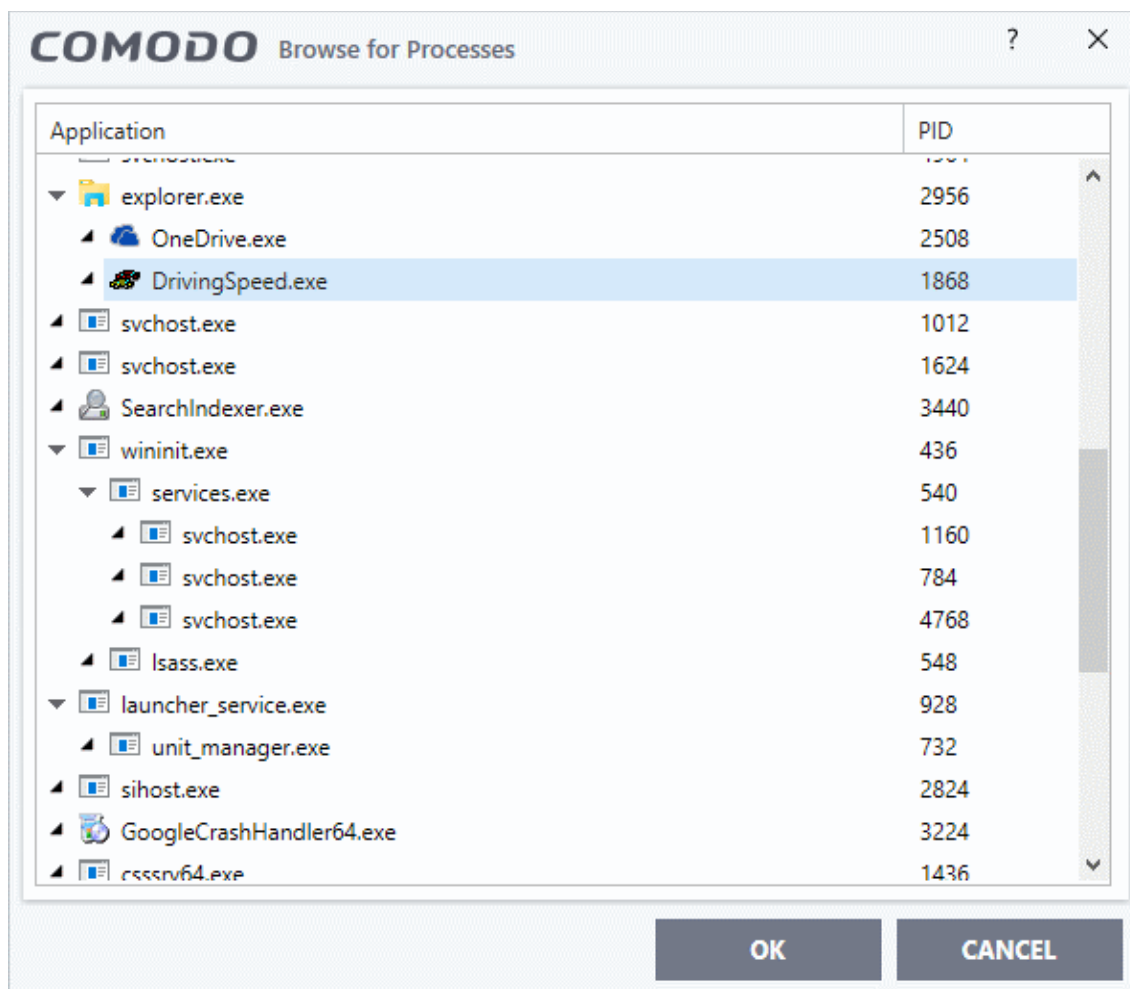 COMODO Browse for Processes ?
Application PID
explorer.exe 2956
OneDrive.exe 2508
DrivingSpeed.exe 1868
svchost.exe 1012
svchost.exe 1624
SearchIndexer.exe 3440
wininit.exe 436
services.exe 540
svchost.exe 1160
svchost.exe 784
svchost.exe 4768
lsass.exe 548
launcher_service.exe 928
unit_manager.exe 732
sihost.exe 2824
GoogleCrashHandler64.exe 3224
csssrv64.exe 1436
OK CANCEL